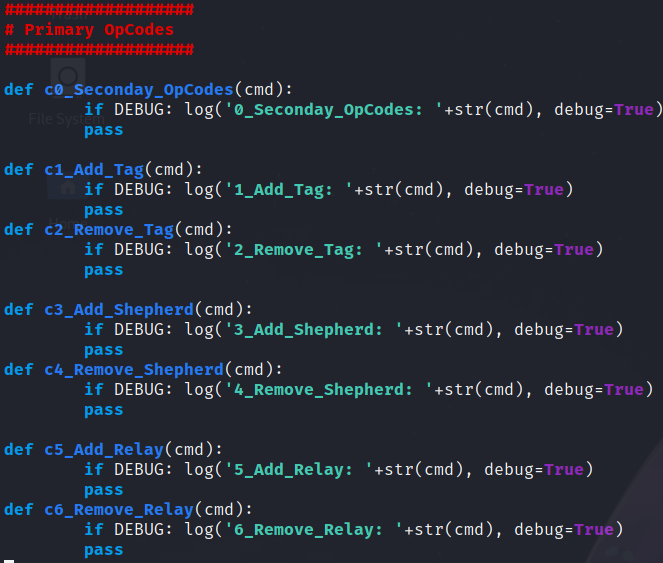 ###################
# Primary OpCodes
###################
def c0_Seconday_OpCodes(cmd):
        if DEBUG: log('0_Seconday_OpCodes: '+str(cmd), debug=True)
        pass
File System
def c1_Add_Tag(cmd):
        if DEBUG: log('1_Add_Tag: '+str(cmd), debug=True)
        pass
def c2_Remove_Tag(cmd):
        if DEBUG: log('2_Remove_Tag: '+str(cmd), debug=True)
        pass
def c3_Add_Shepherd(cmd):
        if DEBUG: log('3_Add_Shepherd: '+str(cmd), debug=True)
        pass
def c4_Remove_Shepherd(cmd):
        if DEBUG: log('4_Remove_Shepherd: '+str(cmd), debug=True)
        pass
def c5_Add_Relay(cmd):
        if DEBUG: log('5_Add_Relay: '+str(cmd), debug=True)
        pass
def c6_Remove_Relay(cmd):
        if DEBUG: log('6_Remove_Relay: '+str(cmd), debug=True)
        pass